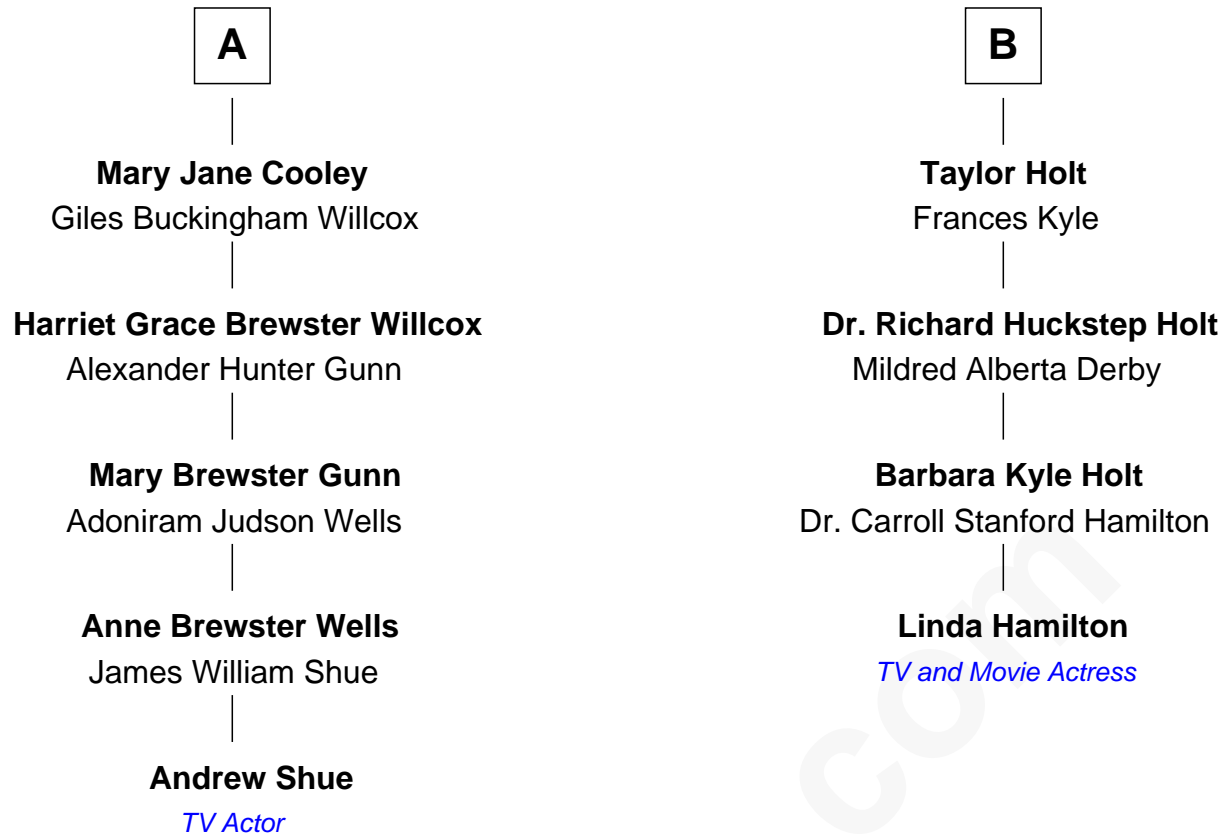 A
Mary Jane Cooley
Giles Buckingham Willcox
Harriet Grace Brewster Willcox
Alexander Hunter Gunn
Mary Brewster Gunn
Adoniram Judson Wells
Anne Brewster Wells
James William Shue
Andrew Shue
TV Actor
B
Taylor Holt
Frances Kyle
Dr. Richard Huckstep Holt
Mildred Alberta Derby
Barbara Kyle Holt
Dr. Carroll Stanford Hamilton
Linda Hamilton
TV and Movie Actress
com